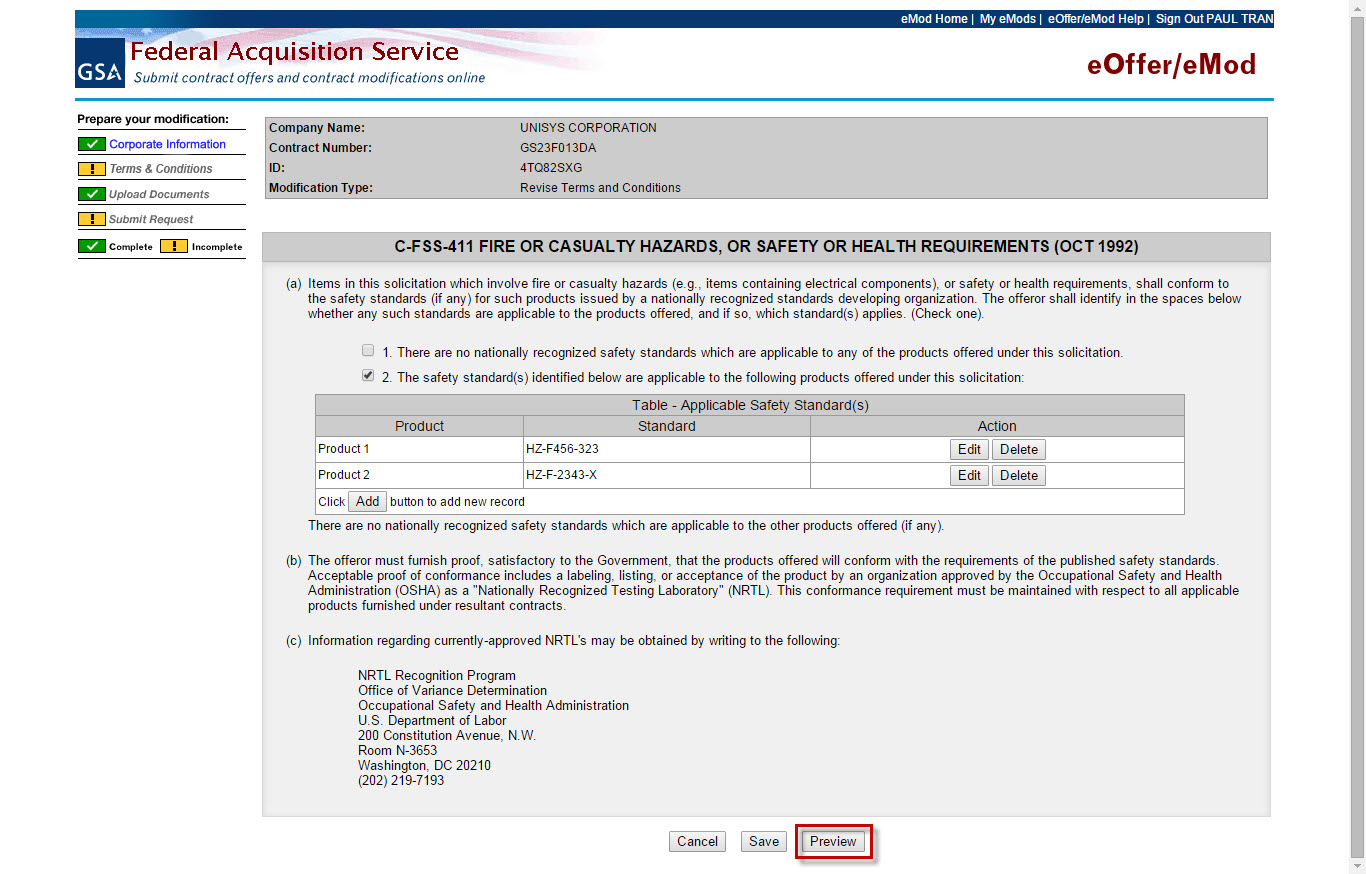 eMod Home | My eMods | eOffer/eMod Help | Sign Out PAUL TRAN
GSA
Federal Acquisition Service
Submit contract offers and contract modifications online
eOffer/eMod
Prepare your modification:
Corporate Information
! Terms & Conditions
Upload Documents
! Submit Request
Complete ! Incomplete
Company Name: UNISYS CORPORATION
Contract Number: GS23F013DA
ID: 4TQ82SXG
Modification Type: Revise Terms and Conditions
C-FSS-411 FIRE OR CASUALTY HAZARDS, OR SAFETY OR HEALTH REQUIREMENTS (OCT 1992)
(a) Items in this solicitation which involve fire or casualty hazards (e.g., items containing electrical components), or safety or health requirements, shall conform to
the safety standards (if any) for such products issued by a nationally recognized standards developing organization. The offeror shall identify in the spaces below
whether any such standards are applicable to the products offered, and if so, which standard(s) applies. (Check one).
1. There are no nationally recognized safety standards which are applicable to any of the products offered under this solicitation.
2. The safety standard(s) identified below are applicable to the following products offered under this solicitation:
Table - Applicable Safety Standard(s)
Product Standard Action
Product 1 HZ-F456-323 Edit Delete
Product 2 HZ-F-2343-X Edit Delete
Click Add button to add new record
There are no nationally recognized safety standards which are applicable to the other products offered (if any).
(b) The offeror must furnish proof, satisfactory to the Government, that the products offered will conform with the requirements of the published safety standards.
Acceptable proof of conformance includes a labeling, listing, or acceptance of the product by an organization approved by the Occupational Safety and Health
Administration (OSHA) as a "Nationally Recognized Testing Laboratory" (NRTL). This conformance requirement must be maintained with respect to all applicable
products furnished under resultant contracts.
(c) Information regarding currently-approved NRTL's may be obtained by writing to the following:
NRTL Recognition Program
Office of Variance Determination
Occupational Safety and Health Administration
U.S. Department of Labor
200 Constitution Avenue, N.W.
Room N-3653
Washington, DC 20210
(202) 219-7193
Cancel Save Preview